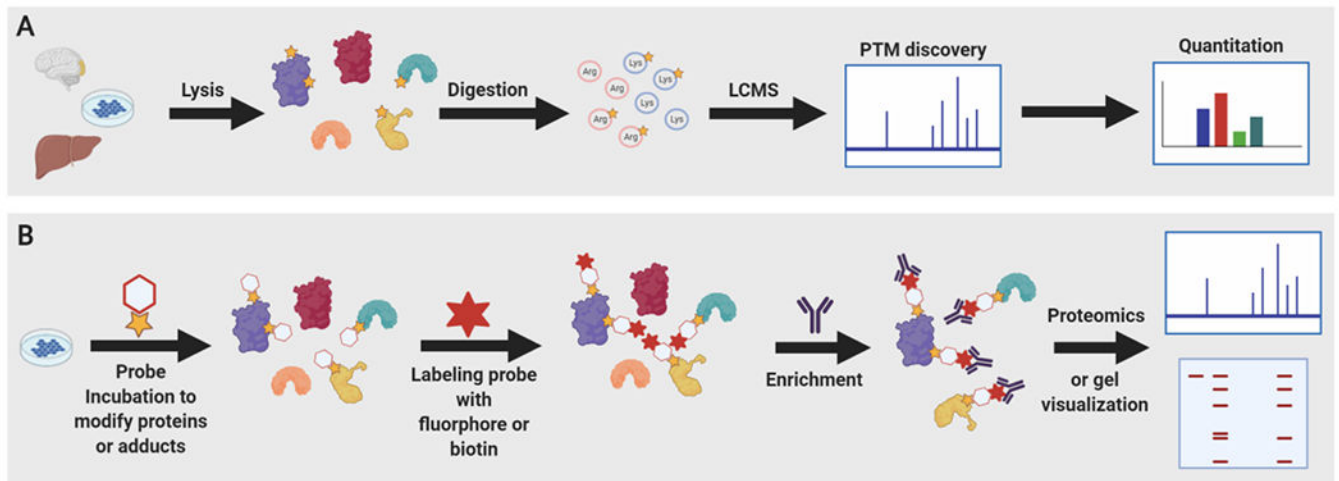 A
Lysis
Digestion
Arg
Arg
Arg
Arg
Lys
Lys
Lys
Lys
LCMS
PTM discovery
Quantitation
B
Probe
Incubation to
modify proteins
or adducts
Labeling probe
with
fluorphore or
biotin
Enrichment
Proteomics
or gel
visualization